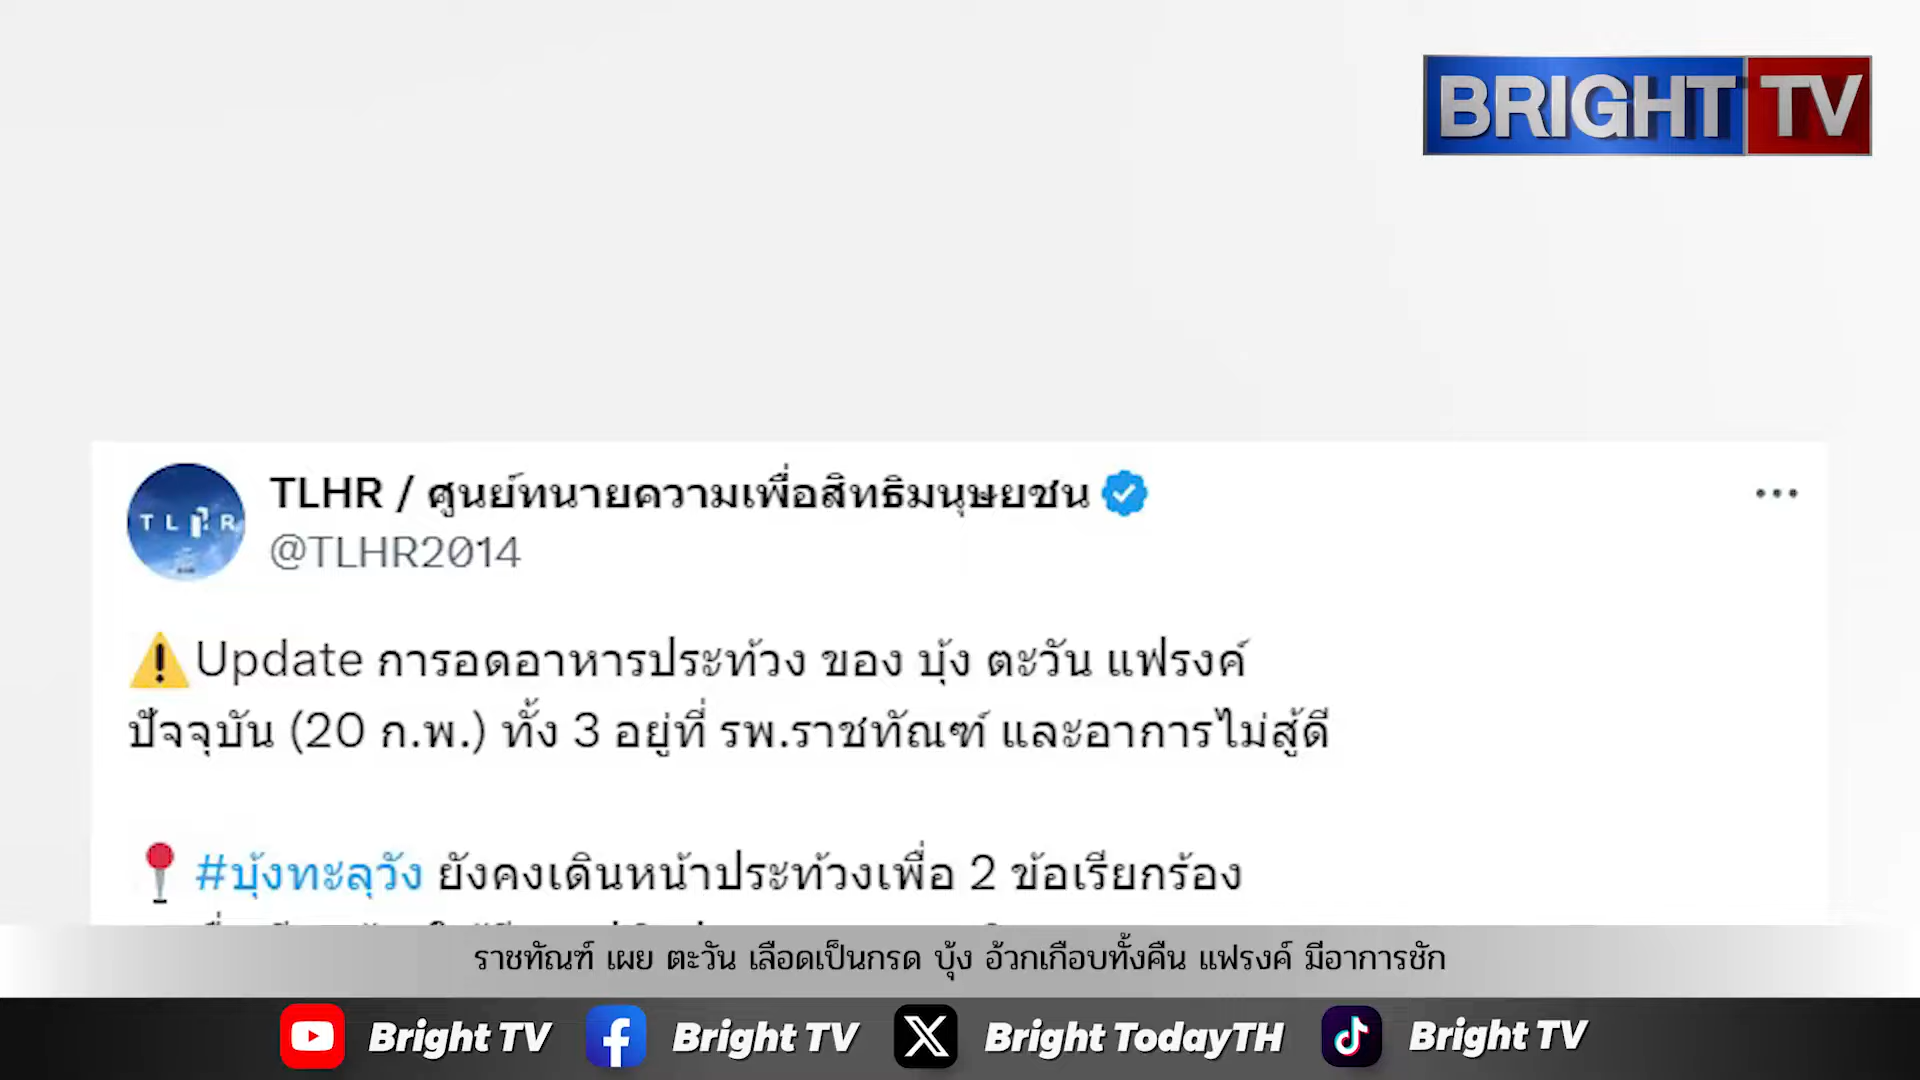 BRIGHT TV
TLHR / ศูนย์ทนายความเพื่อสิทธิมนุษยชน
@TLHR2014
⚠️Update การอดอาหารประท้วง ของ บุ้ง ตะวัน แฟรงค์
ปัจจุบัน (20 ก.พ.) ทั้ง 3 อยู่ที่ รพ.ราชทัณฑ์ และอาการไม่สู้ดี
📍 #บุ้งทะลุวัง ยังคงเดินหน้าประท้วงเพื่อ 2 ข้อเรียกร้อง
ราชทัณฑ์ เผย ตะวัน เลือดเป็นกรด บุ้ง อ้วกเกือบทั้งคืน แฟรงค์ มีอาการชัก
Bright TV Bright TV Bright TodayTH Bright TV